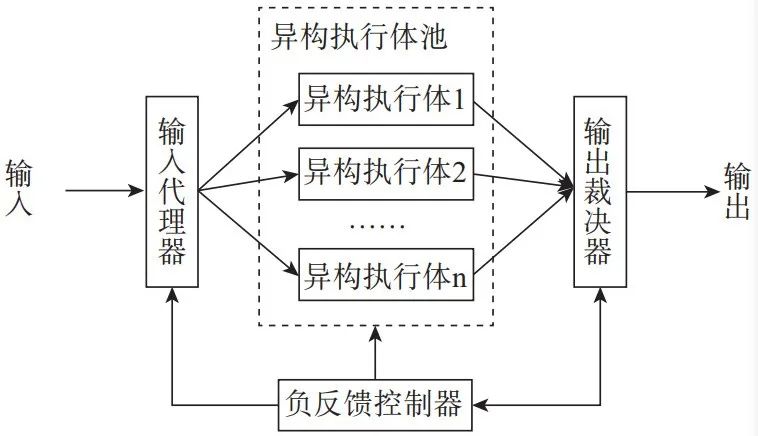 异构执行体池
输入
输入代理器
异构执行体1
异构执行体2
……
异构执行体n
输出裁决器
输出
负反馈控制器